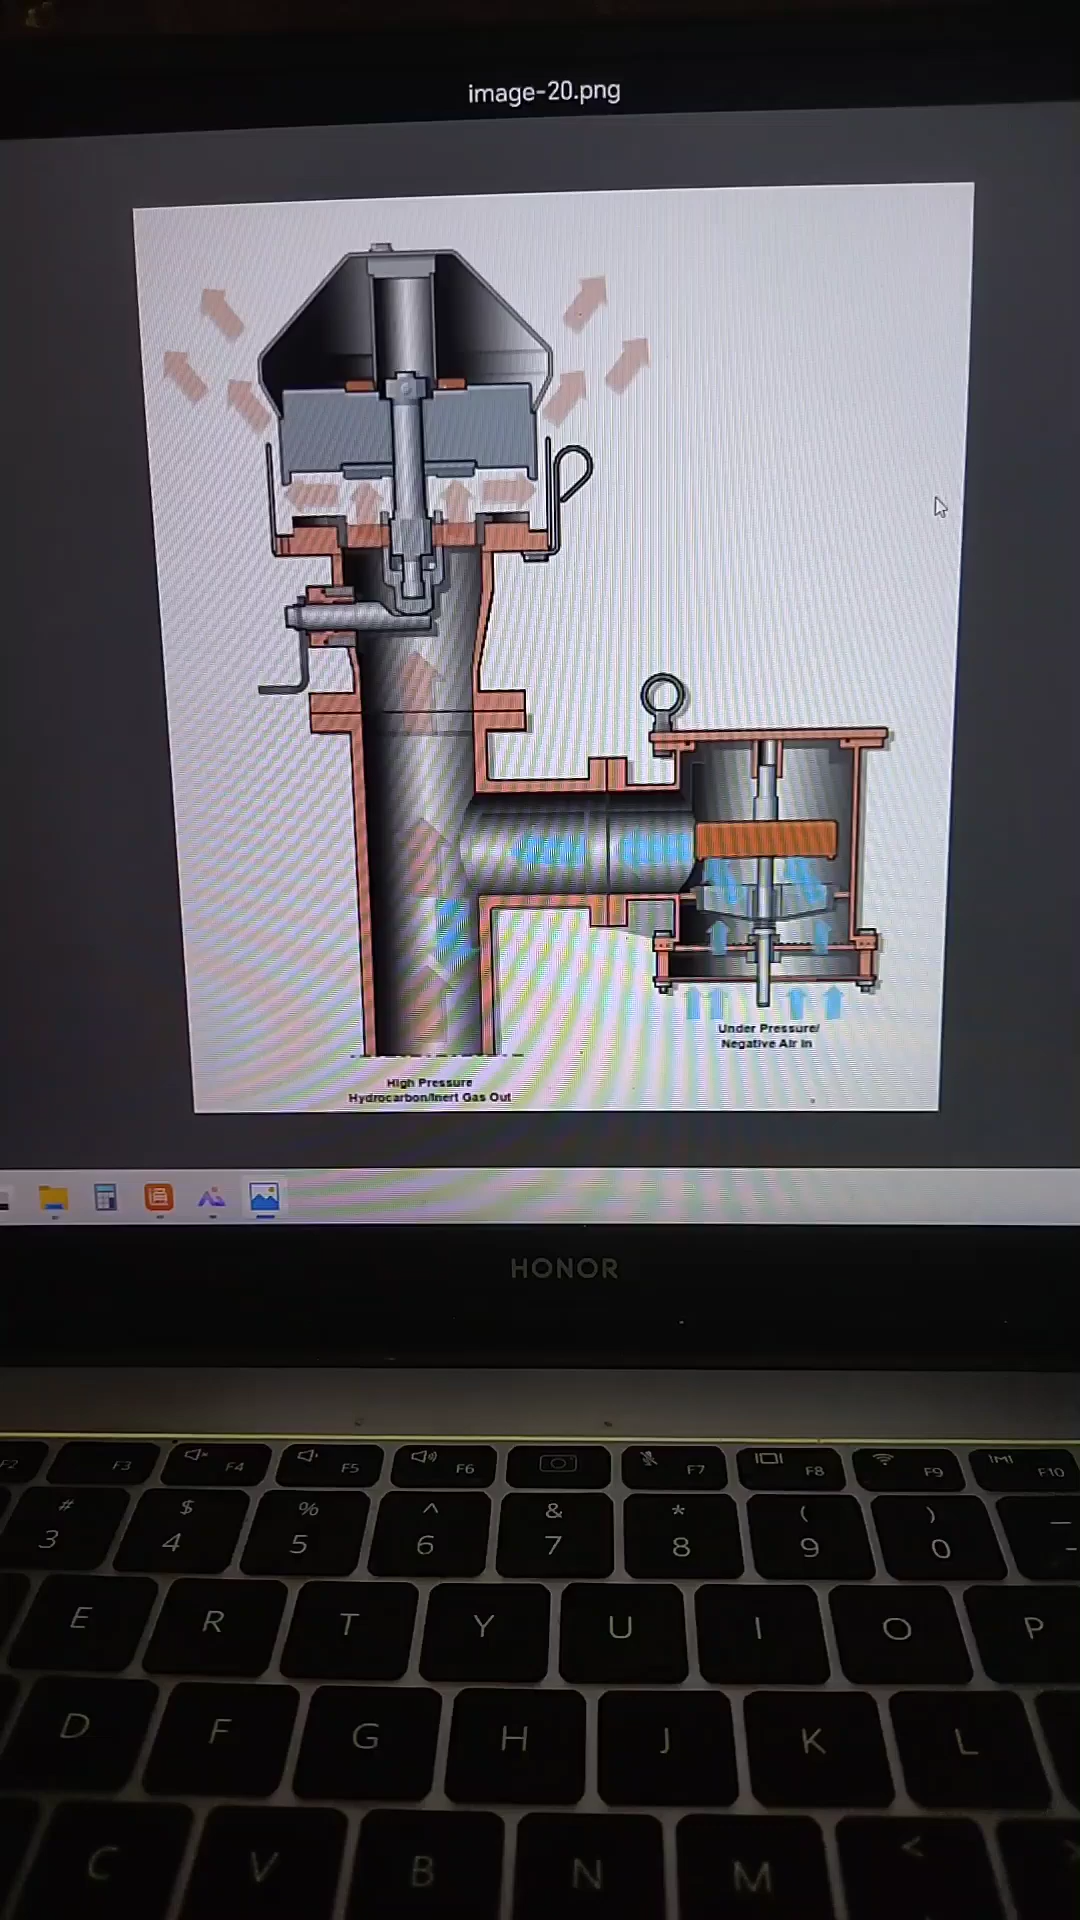 image-20.png
Under Pressure/
Negative Air In
High Pressure
Hydrocarbon/Inert Gas Out
HONOR
F2 F3 F4 F5 F6 F7 F8 F9 F10
# $ % ^ & * ( ) _
3 4 5 6 7 8 9 0 -
E R T Y U I O P
D F G H J K L
<
C V B N M